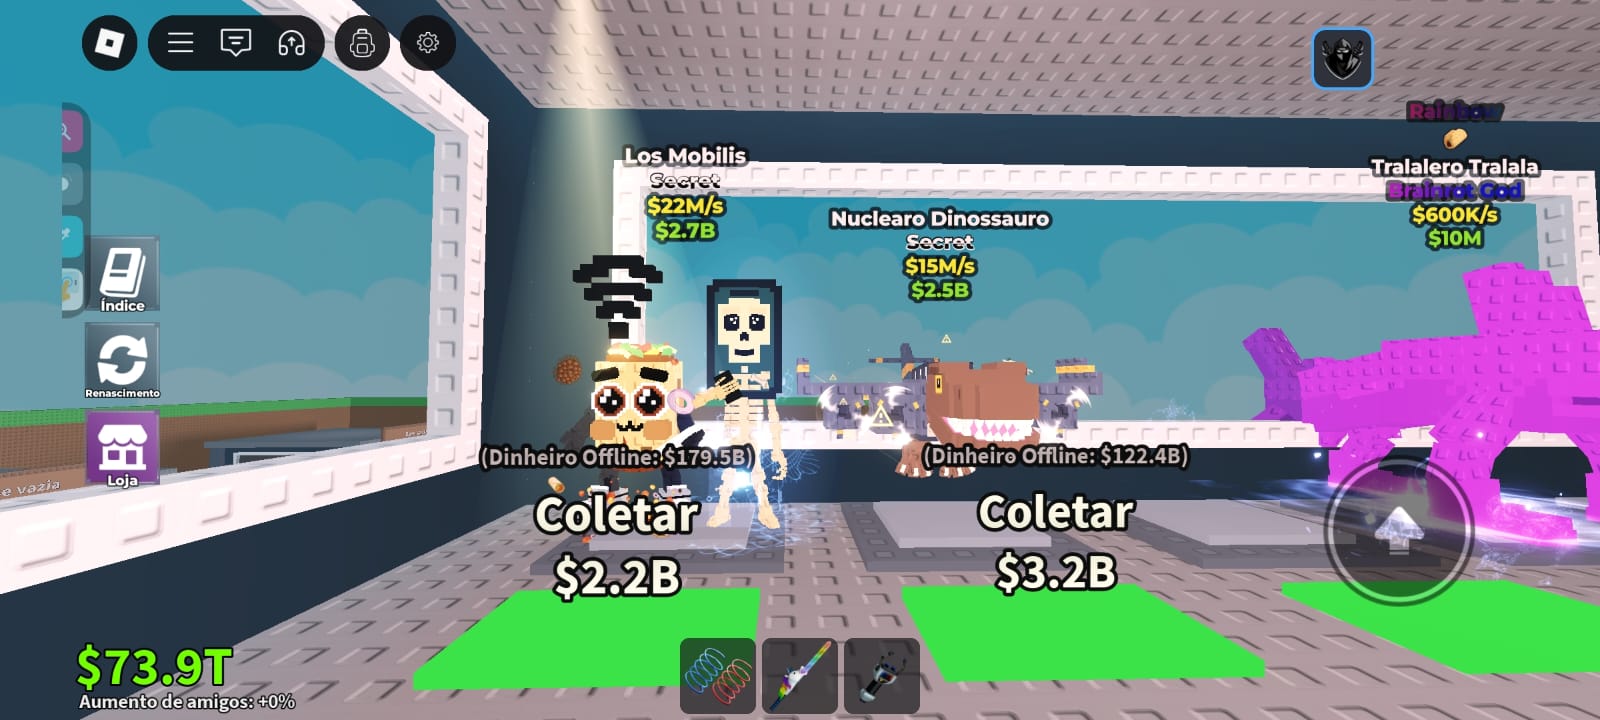 Rainbow
Los Mobilis
Secret
$22M/s
$2.7B
Tralalero Tralala
Brainrot God
$600K/s
$10M
Nuclearo Dinossauro
Secret
$15M/s
$2.5B
Índice
Renascimento
Loja
(Dinheiro Offline: $179.5B)
Coletar
$2.2B
(Dinheiro Offline: $122.4B)
Coletar
$3.2B
e vazia
$73.9T
Aumento de amigos: +0%